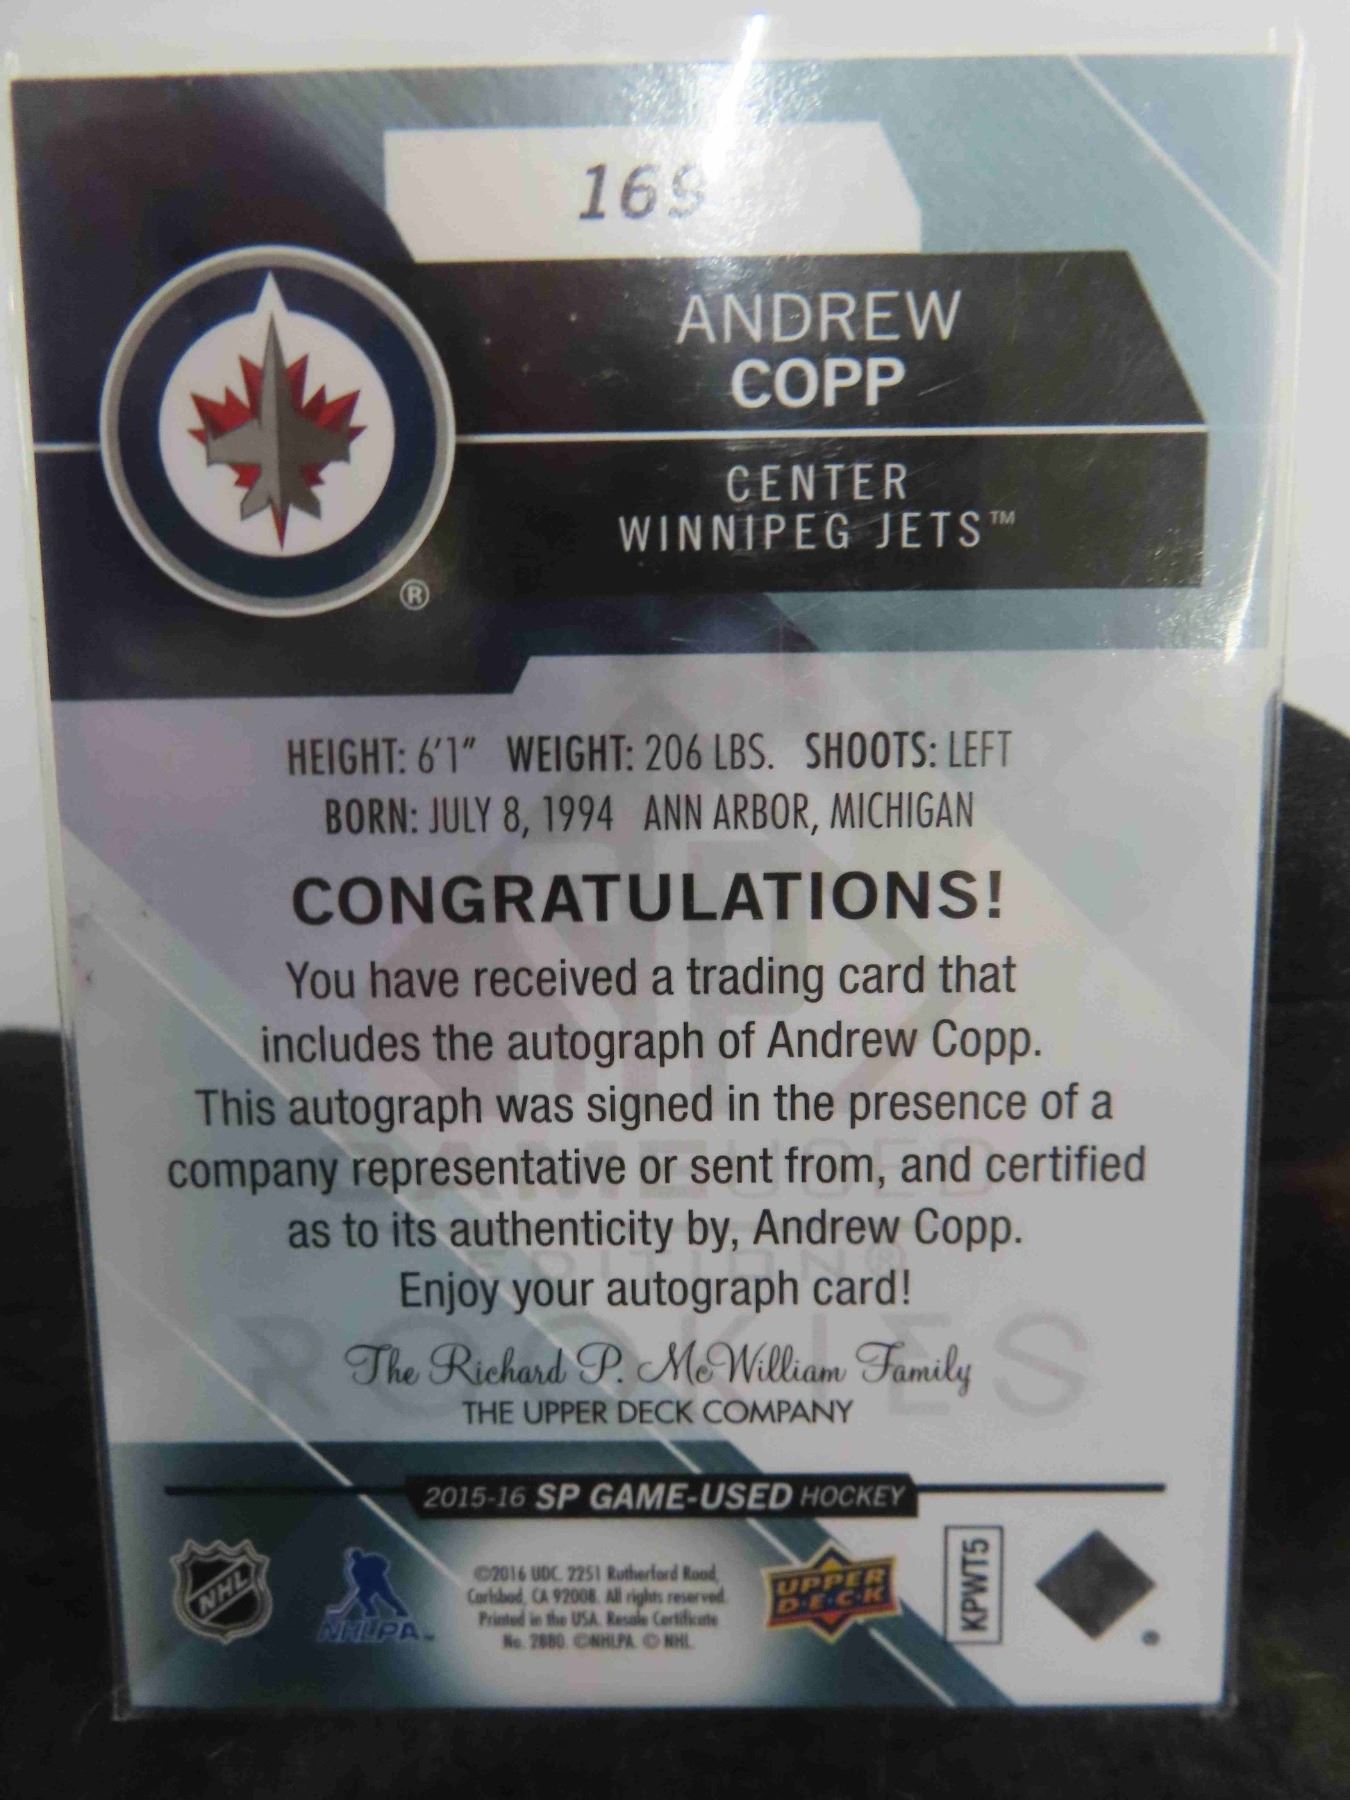 169
ANDREW
COPP
CENTER
WINNIPEG JETS™
®
HEIGHT: 6'1" WEIGHT: 206 LBS. SHOOTS: LEFT
BORN: JULY 8, 1994 ANN ARBOR, MICHIGAN
CONGRATULATIONS!
You have received a trading card that
includes the autograph of Andrew Copp.
This autograph was signed in the presence of a
company representative or sent from, and certified
as to its authenticity by, Andrew Copp.
Enjoy your autograph card!
The Richard P. McWilliam Family
THE UPPER DECK COMPANY
GAME USED
EDITION®
ROOKIES
2015-16 SP GAME-USED HOCKEY
NHL
NHLPA™
©2016 UDC. 2251 Rutherford Road,
Carlsbad, CA 92008. All rights reserved.
Printed in the USA. Resale Certificate
No. 2880. ©NHLPA. © NHL.
UPPER
D·E·C·K
KPWT5